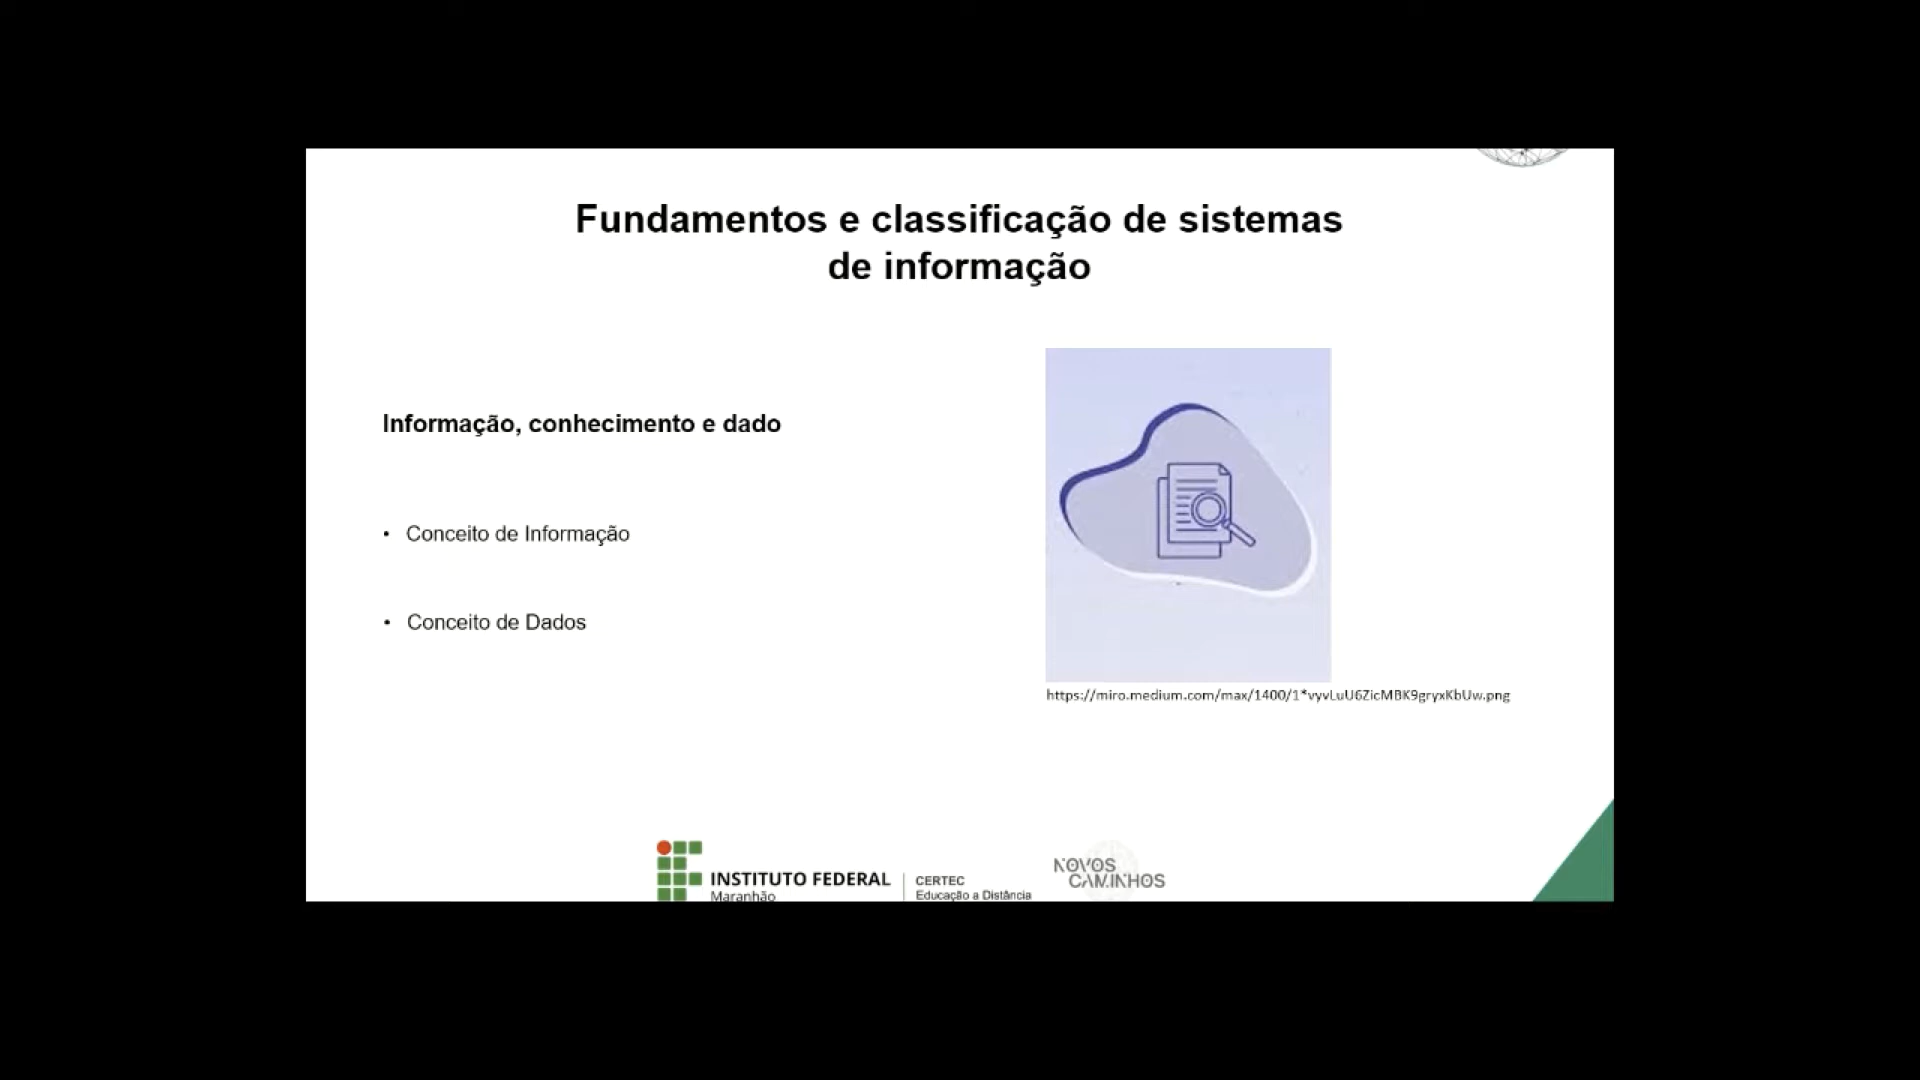 Fundamentos e classificação de sistemas
de informação
Informação, conhecimento e dado
• Conceito de Informação
• Conceito de Dados
https://miro.medium.com/max/1400/1*vyvLuU6ZicMBK9gryxKbUw.png
INSTITUTO FEDERAL
Maranhão
CERTEC
Educação a Distância
NOVOS
CAMINHOS